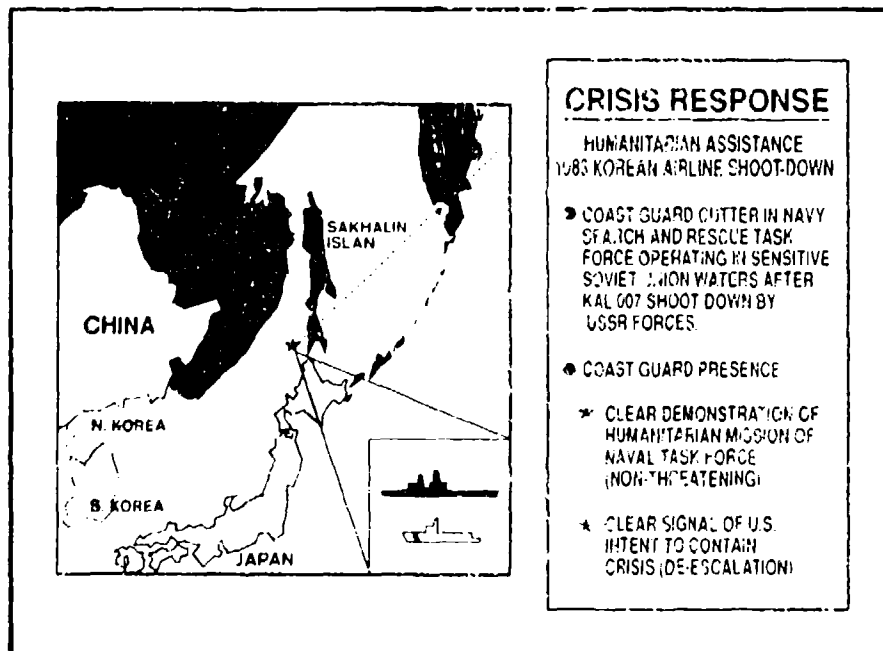 SAKHALIN
ISLAN
CHINA
N. KOREA
S. KOREA
JAPAN
CRISIS RESPONSE
HUMANITARIAN ASSISTANCE
1983 KOREAN AIRLINE SHOOT-DOWN
COAST GUARD CUTTER IN NAVY
SEARCH AND RESCUE TASK
FORCE OPERATING IN SENSITIVE
SOVIET UNION WATERS AFTER
KAL 007 SHOOT DOWN BY
USSR FORCES.
COAST GUARD PRESENCE
CLEAR DEMONSTRATION OF
HUMANITARIAN MISSION OF
NAVAL TASK FORCE
(NON-THREATENING)
CLEAR SIGNAL OF U.S.
INTENT TO CONTAIN
CRISIS (DE-ESCALATION)